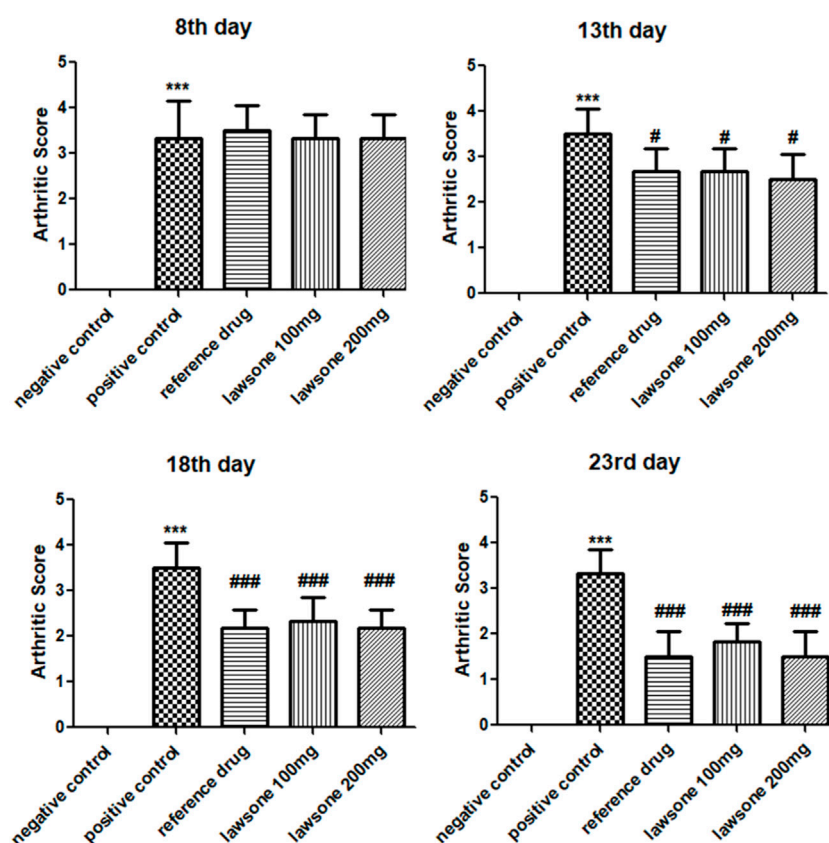 8th day
5
4
3
2
1
0
Arthritic Score
***
negative control
positive control
reference drug
lawsone 100mg
lawsone 200mg
13th day
5
4
3
2
1
0
Arthritic Score
***
#
#
#
negative control
positive control
reference drug
lawsone 100mg
lawsone 200mg
18th day
5
4
3
2
1
0
Arthritic Score
***
###
###
###
negative control
positive control
reference drug
lawsone 100mg
lawsone 200mg
23rd day
5
4
3
2
1
0
Arthritic Score
***
###
###
###
negative control
positive control
reference drug
lawsone 100mg
lawsone 200mg